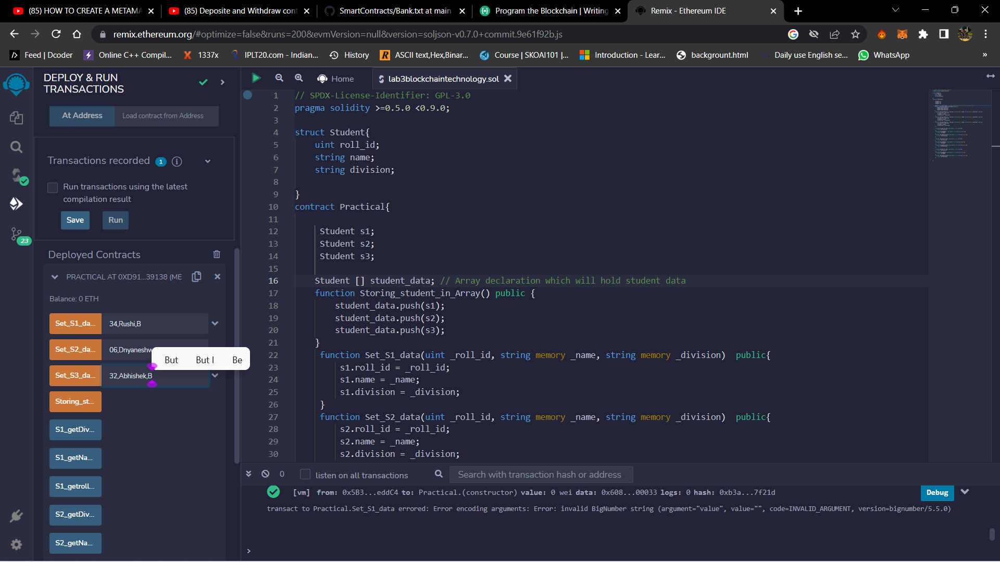 (85) HOW TO CREATE A METAMA
(85) Deposite and Withdraw cont
SmartContracts/Bank.txt at main
Program the Blockchain | Writing
Remix - Ethereum IDE
remix.ethereum.org/#optimize=false&runs=200&evmVersion=null&version=soljson-v0.7.0+commit.9e61f92b.js
Feed | Dcoder
Online C++ Compil...
1337x
IPLT20.com - Indian...
History
ASCII text,Hex,Binar...
Course | SKOAI101 |...
Introduction - Lear...
backgrount.html
Daily use English se...
WhatsApp
»
DEPLOY & RUN
TRANSACTIONS
At Address
Load contract from Address
Transactions recorded 1 i
Run transactions using the latest
compilation result
Save
Run
23
Deployed Contracts
PRACTICAL AT 0XD91...39138 (ME
Balance: 0 ETH
Set_S1_da...
34,Rushi,B
Set_S2_da...
06,Dnyaneshw
But
But I
Be
Set_S3_da...
32,Abhishek,B
Storing_st...
S1_getDiv...
S1_getNa...
S1_getroll...
S2_getDiv...
S2_getNa...
Home
lab3blockchaintechnology.sol
1 // SPDX-License-Identifier: GPL-3.0
2 pragma solidity >=0.5.0 <0.9.0;
3
4 struct Student{
5 uint roll_id;
6 string name;
7 string division;
8
9 }
10 contract Practical{
11
12 Student s1;
13 Student s2;
14 Student s3;
15
16 Student [] student_data; // Array declaration which will hold student data
17 function Storing_student_in_Array() public {
18 student_data.push(s1);
19 student_data.push(s2);
20 student_data.push(s3);
21 }
22 function Set_S1_data(uint _roll_id, string memory _name, string memory _division)  public{
23 s1.roll_id = _roll_id;
24 s1.name = _name;
25 s1.division = _division;
26 }
27 function Set_S2_data(uint _roll_id, string memory _name, string memory _division)  public{
28 s2.roll_id = _roll_id;
29 s2.name = _name;
30 s2.division = _division;
0
listen on all transactions
Search with transaction hash or address
[vm] from: 0x5B3...eddC4 to: Practical.(constructor) value: 0 wei data: 0x608...00033 logs: 0 hash: 0xb3a...7f21d
Debug
transact to Practical.Set_S1_data errored: Error encoding arguments: Error: invalid BigNumber string (argument="value", value="", code=INVALID_ARGUMENT, version=bignumber/5.5.0)
>